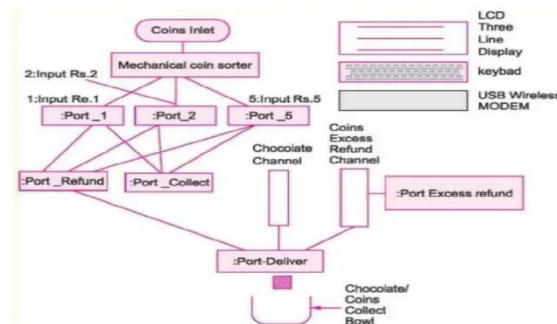 Coins Inlet
Mechanical coin sorter
2:Input Rs.2
1:Input Re.1
5:Input Rs.5
:Port _1
:Port_2
:Port _5
:Port _Refund
:Port _Collect
Chocolate
Channel
Coins
Excess
Refund
Channel
:Port Excess refund
:Port-Deliver
Chocolate/
Coins
Collect
Bowl
LCD
Three
Line
Display
keybad
USB Wireless
MODEM